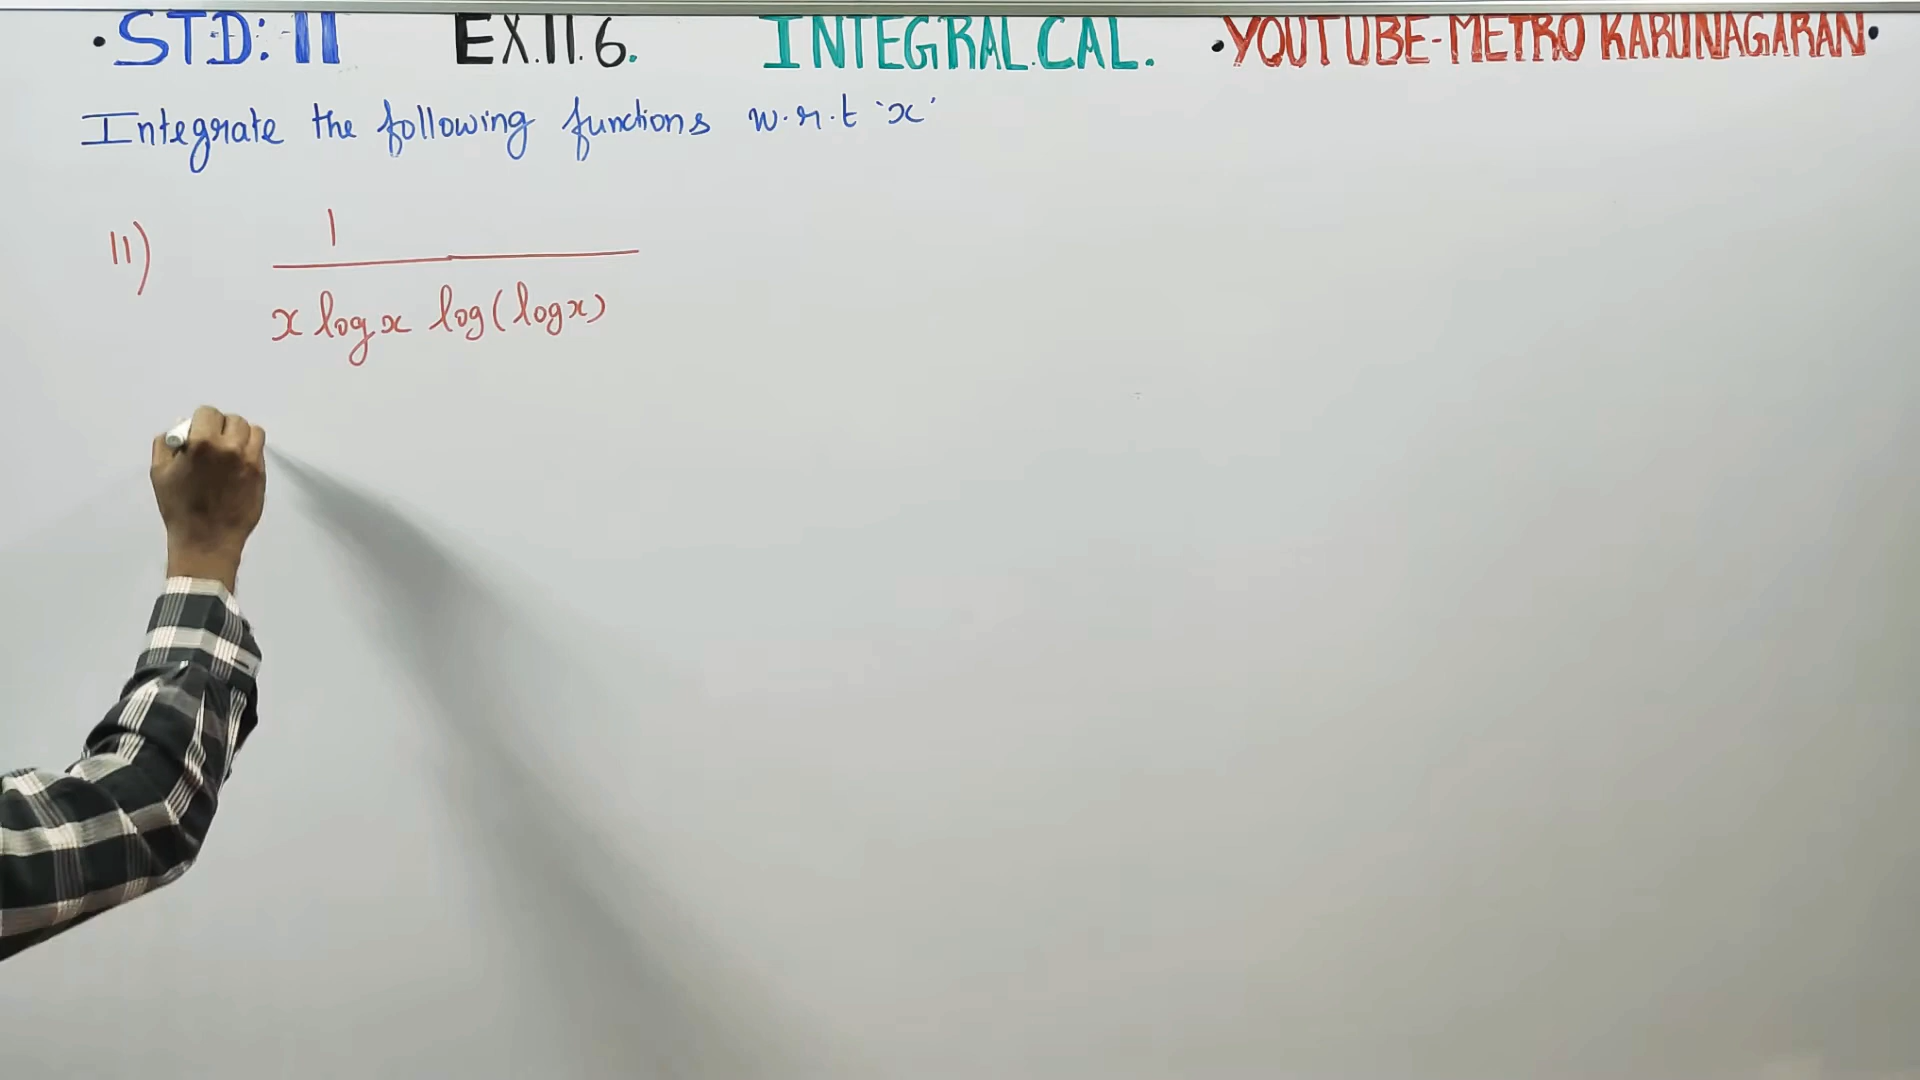 •STD: 11 EX.11.6. INTEGRAL.CAL. •YOUTUBE-METRO KARUNAGARAN•
Integrate the following functions w.r.t 'x'
11) 1
x log x log(log x)